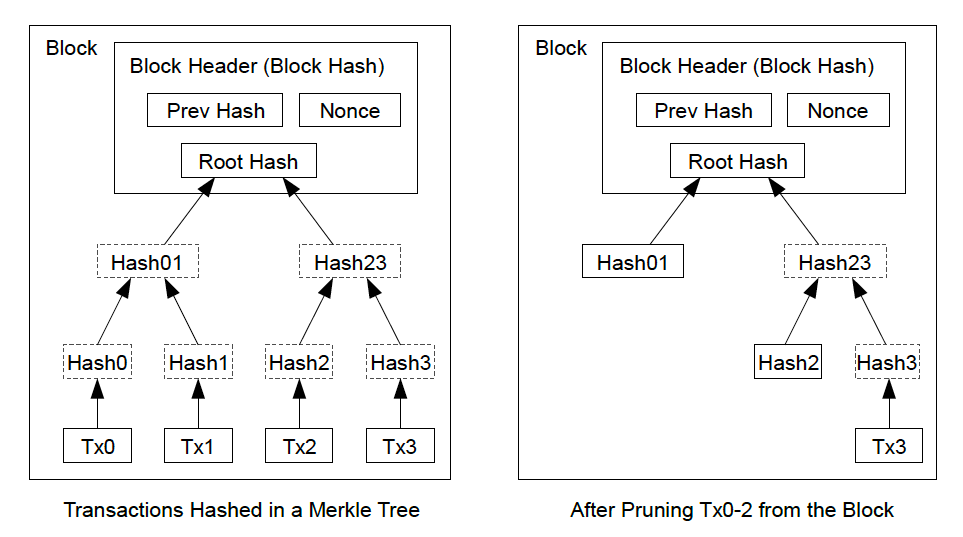 Block
Block Header (Block Hash)
Prev Hash
Nonce
Root Hash
Hash01
Hash23
Hash0
Hash1
Hash2
Hash3
Tx0
Tx1
Tx2
Tx3
Transactions Hashed in a Merkle Tree
Block
Block Header (Block Hash)
Prev Hash
Nonce
Root Hash
Hash01
Hash23
Hash2
Hash3
Tx3
After Pruning Tx0-2 from the Block